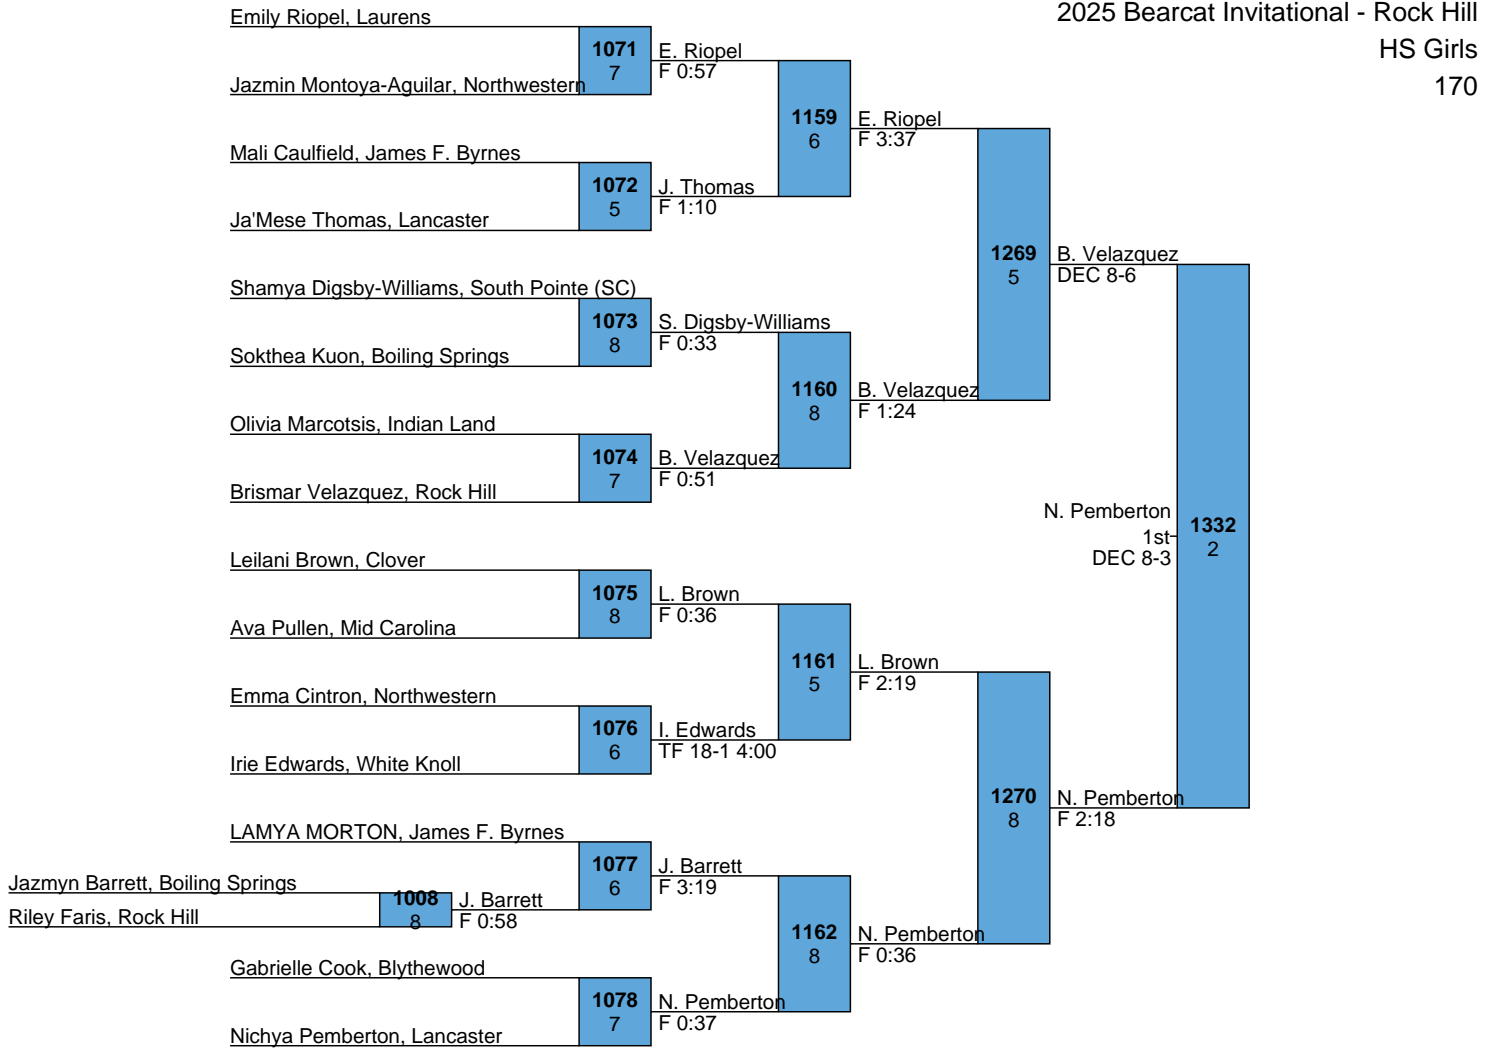 2025 Bearcat Invitational - Rock Hill
HS Girls
170
Emily Riopel, Laurens
1071
7
E. Riopel
F 0:57
Jazmin Montoya-Aguilar, Northwestern
1159
6
E. Riopel
F 3:37
Mali Caulfield, James F. Byrnes
1072
5
J. Thomas
F 1:10
Ja'Mese Thomas, Lancaster
1269
5
B. Velazquez
DEC 8-6
Shamya Digsby-Williams, South Pointe (SC)
1073
8
S. Digsby-Williams
F 0:33
Sokthea Kuon, Boiling Springs
1160
8
B. Velazquez
F 1:24
Olivia Marcotsis, Indian Land
1074
7
B. Velazquez
F 0:51
Brismar Velazquez, Rock Hill
N. Pemberton
1st
DEC 8-3
1332
2
Leilani Brown, Clover
1075
8
L. Brown
F 0:36
Ava Pullen, Mid Carolina
1161
5
L. Brown
F 2:19
Emma Cintron, Northwestern
1076
6
I. Edwards
TF 18-1 4:00
Irie Edwards, White Knoll
1270
8
N. Pemberton
F 2:18
LAMYA MORTON, James F. Byrnes
1077
6
J. Barrett
F 3:19
Jazmyn Barrett, Boiling Springs
1008
8
J. Barrett
F 0:58
Riley Faris, Rock Hill
1162
8
N. Pemberton
F 0:36
Gabrielle Cook, Blythewood
1078
7
N. Pemberton
F 0:37
Nichya Pemberton, Lancaster